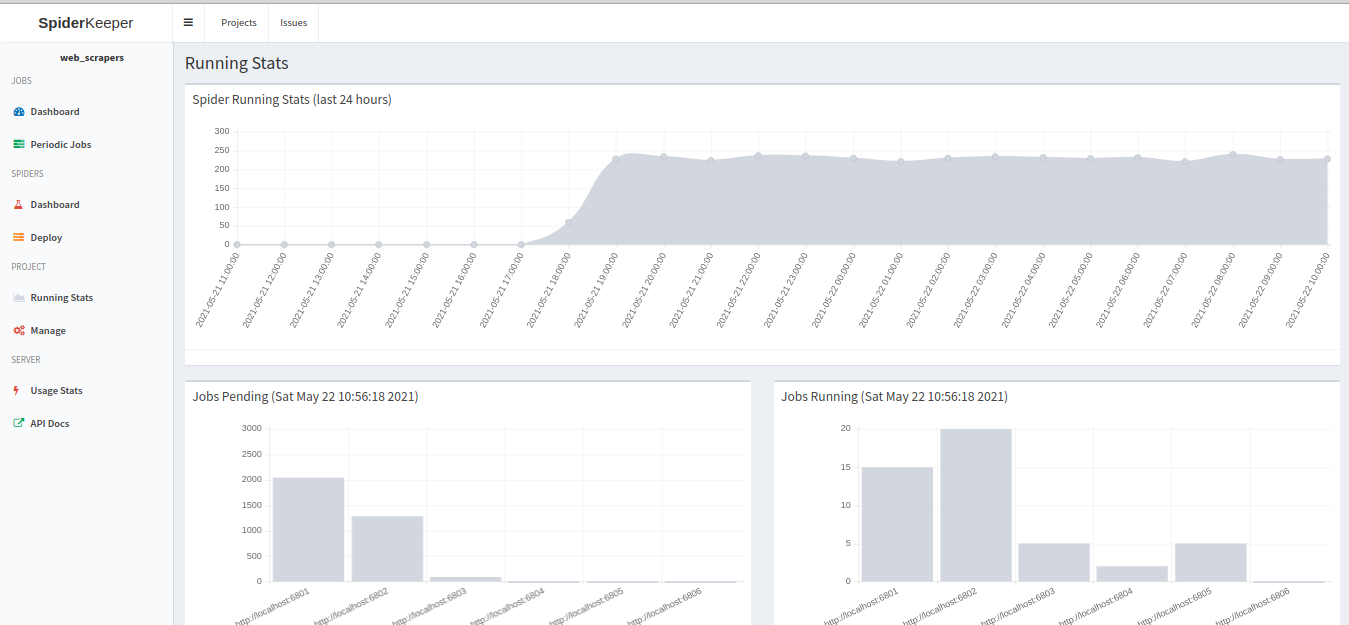 SpiderKeeper
Projects
Issues
web_scrapers
JOBS
Dashboard
Periodic Jobs
SPIDERS
Dashboard
Deploy
PROJECT
Running Stats
Manage
SERVER
Usage Stats
API Docs
Running Stats
Spider Running Stats (last 24 hours)
300
250
200
150
100
50
0
2021-05-21 11:00:00
2021-05-21 12:00:00
2021-05-21 13:00:00
2021-05-21 14:00:00
2021-05-21 15:00:00
2021-05-21 16:00:00
2021-05-21 17:00:00
2021-05-21 18:00:00
2021-05-21 19:00:00
2021-05-21 20:00:00
2021-05-21 21:00:00
2021-05-21 22:00:00
2021-05-21 23:00:00
2021-05-22 00:00:00
2021-05-22 01:00:00
2021-05-22 02:00:00
2021-05-22 03:00:00
2021-05-22 04:00:00
2021-05-22 05:00:00
2021-05-22 06:00:00
2021-05-22 07:00:00
2021-05-22 08:00:00
2021-05-22 09:00:00
2021-05-22 10:00:00
Jobs Pending (Sat May 22 10:56:18 2021)
3000
2500
2000
1500
1000
500
0
http://localhost:6801
http://localhost:6802
http://localhost:6803
http://localhost:6804
http://localhost:6805
http://localhost:6806
Jobs Running (Sat May 22 10:56:18 2021)
20
15
10
5
0
http://localhost:6801
http://localhost:6802
http://localhost:6803
http://localhost:6804
http://localhost:6805
http://localhost:6806